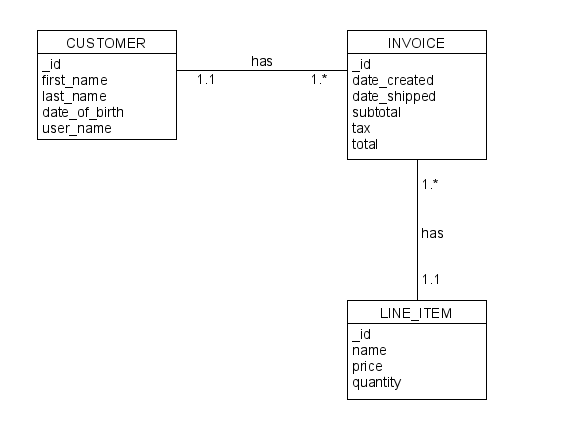 CUSTOMER
_id
first_name
last_name
date_of_birth
user_name
has
1.1
1.*
INVOICE
_id
date_created
date_shipped
subtotal
tax
total
1.*
has
1.1
LINE_ITEM
_id
name
price
quantity